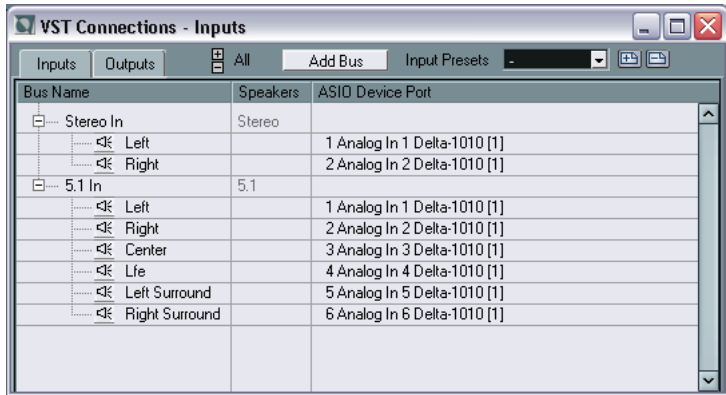 VST Connections - Inputs
Inputs Outputs + - All Add Bus Input Presets -
Bus Name Speakers ASIO Device Port
Stereo In Stereo
Left 1 Analog In 1 Delta-1010 [1]
Right 2 Analog In 2 Delta-1010 [1]
5.1 In 5.1
Left 1 Analog In 1 Delta-1010 [1]
Right 2 Analog In 2 Delta-1010 [1]
Center 3 Analog In 3 Delta-1010 [1]
Lfe 4 Analog In 4 Delta-1010 [1]
Left Surround 5 Analog In 5 Delta-1010 [1]
Right Surround 6 Analog In 6 Delta-1010 [1]